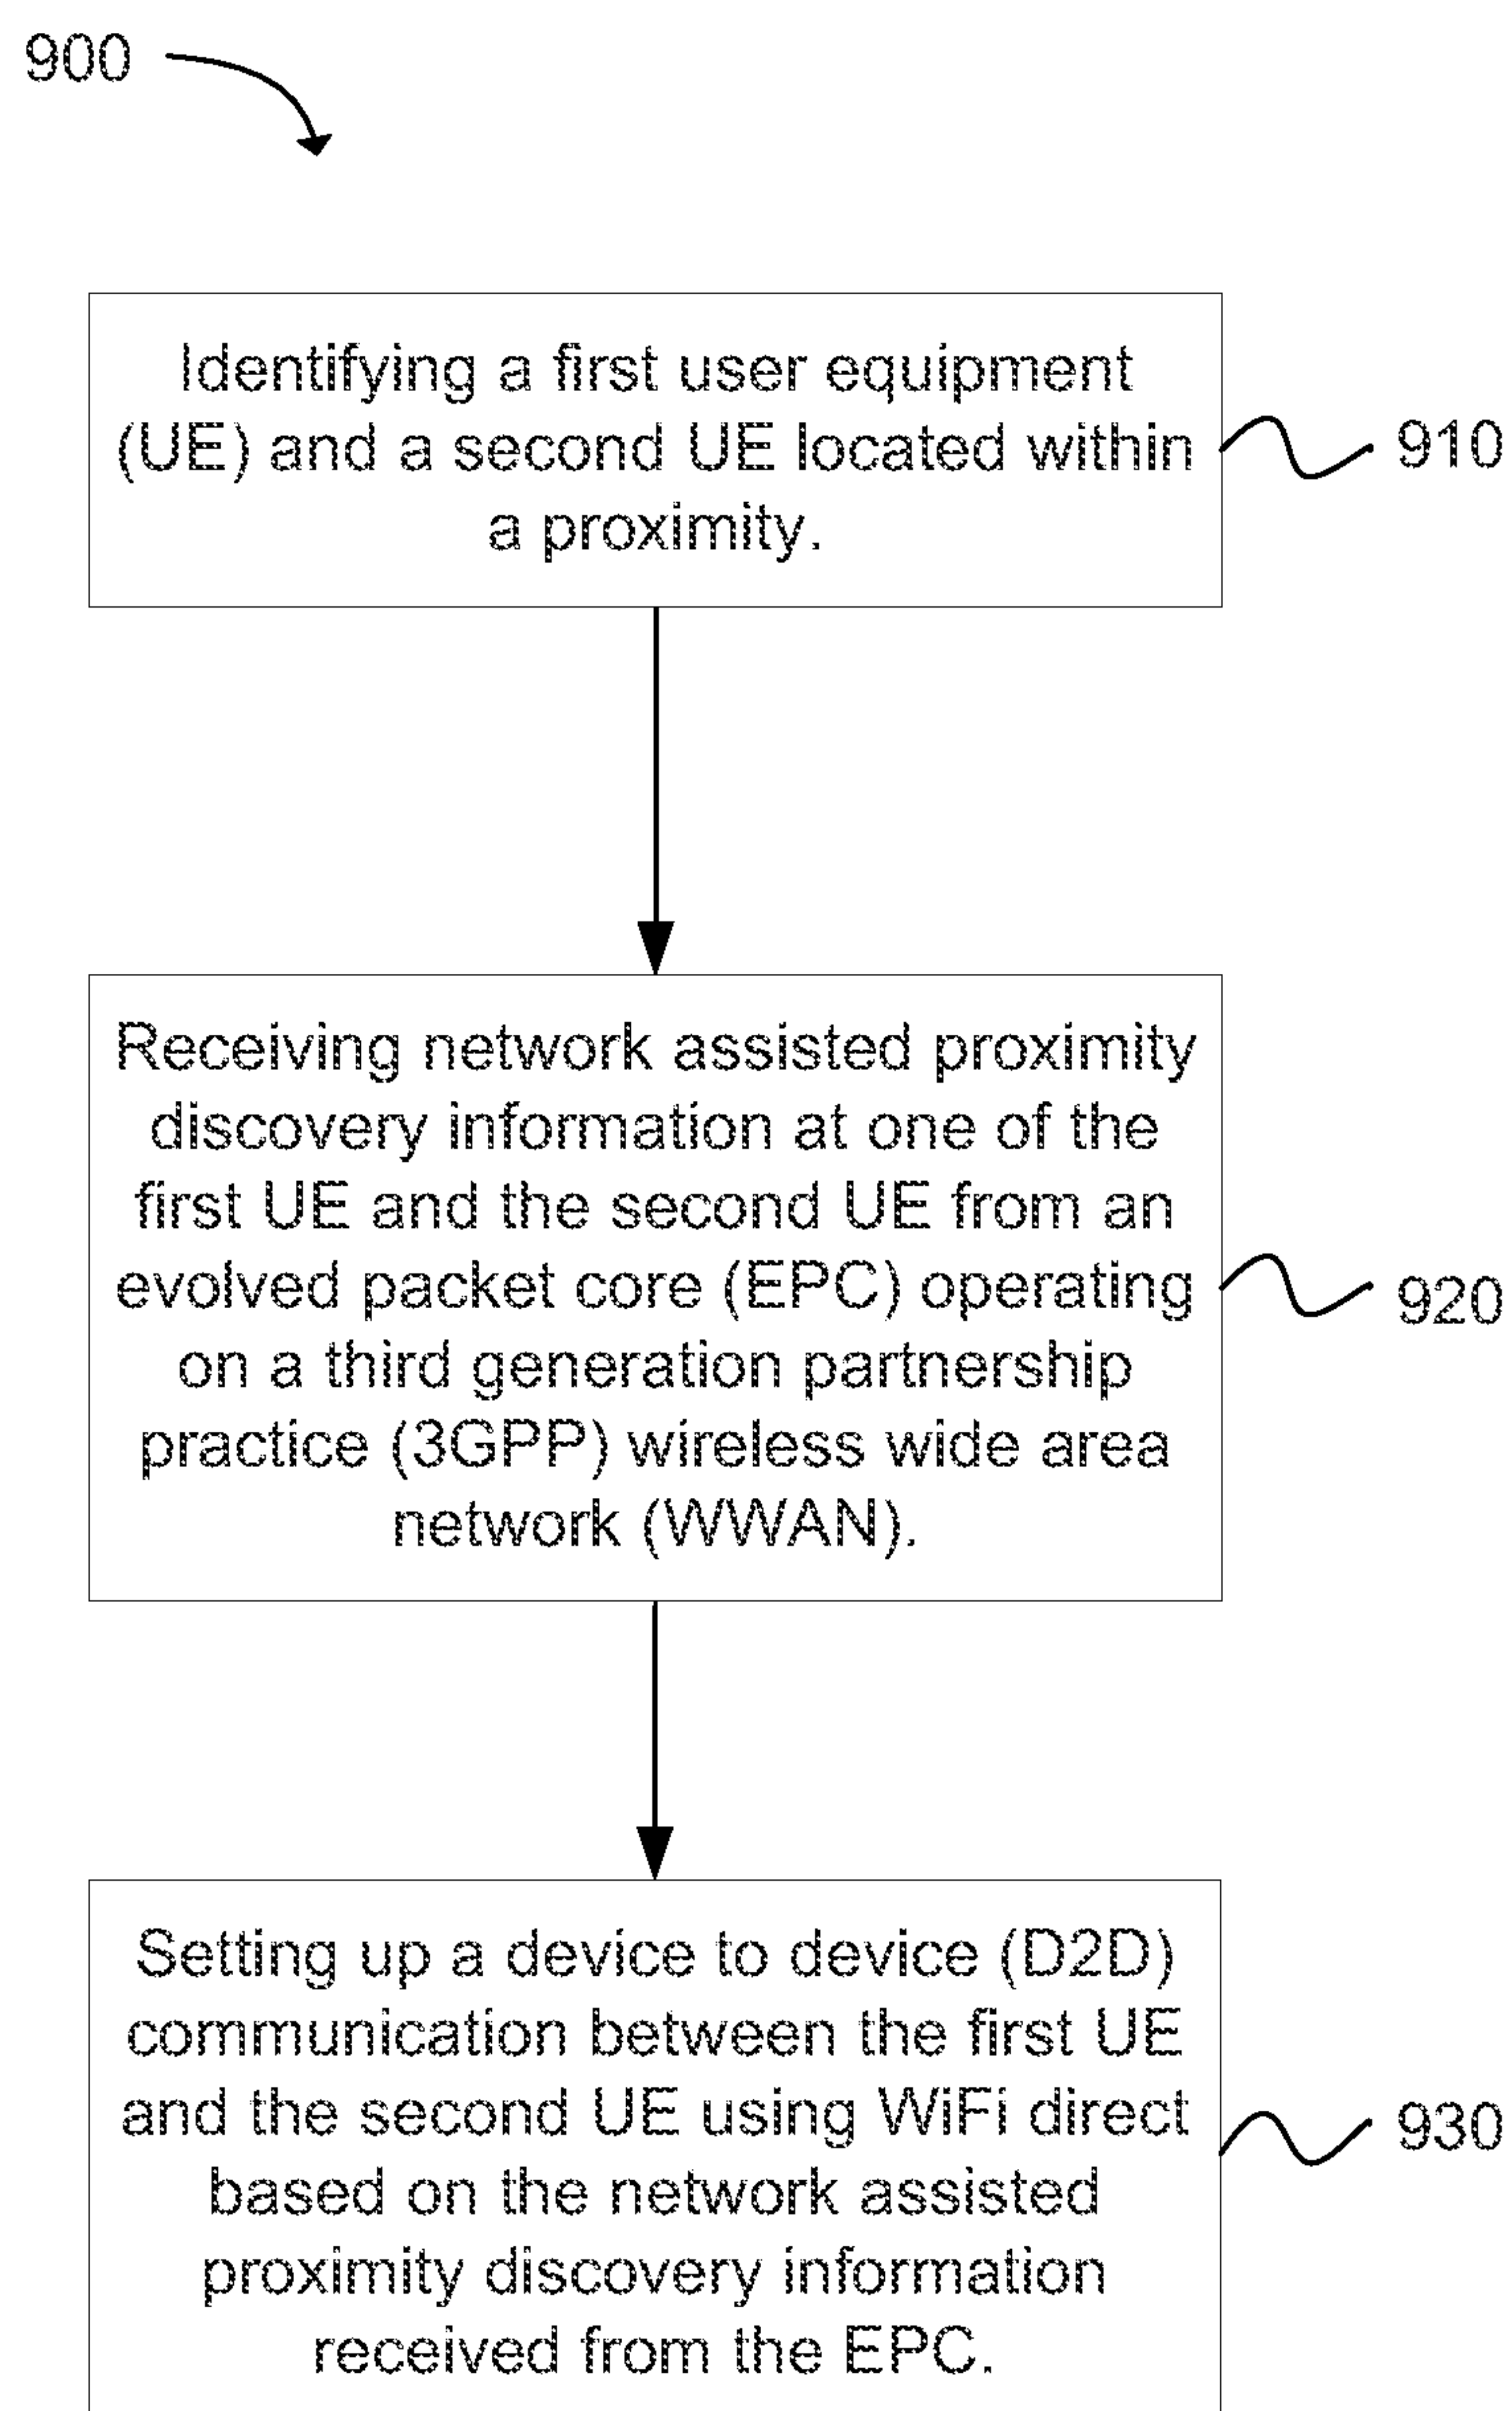 900
Identifying a first user equipment
(UE) and a second UE located within
a proximity.
910
Receiving network assisted proximity
discovery information at one of the
first UE and the second UE from an
evolved packet core (EPC) operating
on a third generation partnership
practice (3GPP) wireless wide area
network (WWAN).
920
Setting up a device to device (D2D)
communication between the first UE
and the second UE using WiFi direct
based on the network assisted
proximity discovery information
received from the EPC.
930